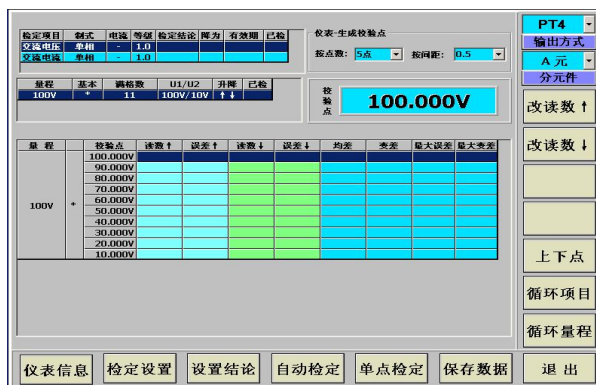 检定项目 制式 电流 等级 检定结论 降为 有效期 已检
交流电压 单相 - 1.0
交流电流 单相 - 1.0
仪表-生成校验点
按点数: 5点 按间距: 0.5
PT4
输出方式
A 元
分元件
量程 基本 满格数 U1/U2 升降 已检
100V * 11 100V/10V ↑↓
校验点 100.000V
改读数↑
改读数↓
量 程 校验点 读数↑ 误差↑ 读数↓ 误差↓ 均差 变差 最大误差 最大变差
100.000V
90.000V
80.000V
70.000V
60.000V
100V *
50.000V
40.000V
30.000V
20.000V
10.000V
上下点
循环项目
循环量程
仪表信息 检定设置 设置结论 自动检定 单点检定 保存数据 退 出